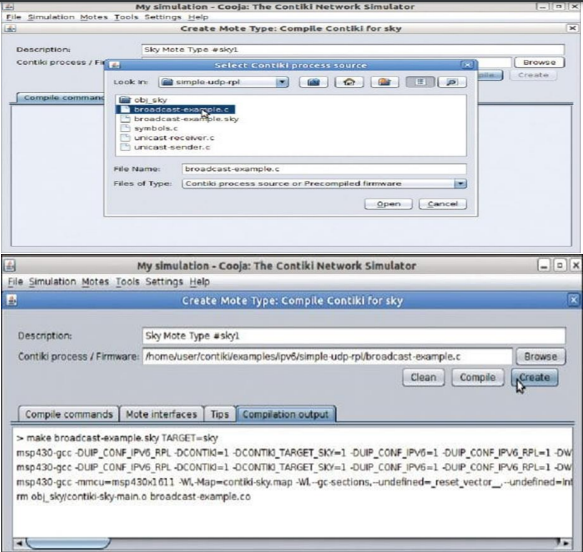 My simulation - Cooja: The Contiki Network Simulator
File Simulation Motes Tools Settings Help
Create Mote Type: Compile Contiki for sky
Description: Sky Mote Type #sky1
Contiki process / Fir Browse
Select Contiki process source
Look In: simple-udp-rpl
Create
Compile command
obj_sky
broadcast-example.c
broadcast-example.sky
symbols.c
unicast-receiver.c
unicast-sender.c
File Name: broadcast-example.c
Files of Type: Contiki process source or Precompiled firmware
Open Cancel
My simulation - Cooja: The Contiki Network Simulator
File Simulation Motes Tools Settings Help
Create Mote Type: Compile Contiki for sky
Description: Sky Mote Type #sky1
Contiki process / Firmware: /home/user/contiki/examples/ipv6/simple-udp-rpl/broadcast-example.c Browse
Clean Compile Create
Compile commands Mote interfaces Tips Compilation output
> make broadcast-example.sky TARGET=sky
msp430-gcc -DUIP_CONF_IPV6_RPL -DCONTIKI=1 -DCONTIKI_TARGET_SKY=1 -DUIP_CONF_IPV6=1 -DUIP_CONF_IPV6_RPL=1 -DW
msp430-gcc -DUIP_CONF_IPV6_RPL -DCONTIKI=1 -DCONTIKI_TARGET_SKY=1 -DUIP_CONF_IPV6=1 -DUIP_CONF_IPV6_RPL=1 -DW
msp430-gcc -mmcu=msp430x1611 -Wl,-Map=contiki-sky.map -Wl,--gc-sections,--undefined=_reset_vector__,--undefined=Int
rm obj_sky/contiki-sky-main.o broadcast-example.co